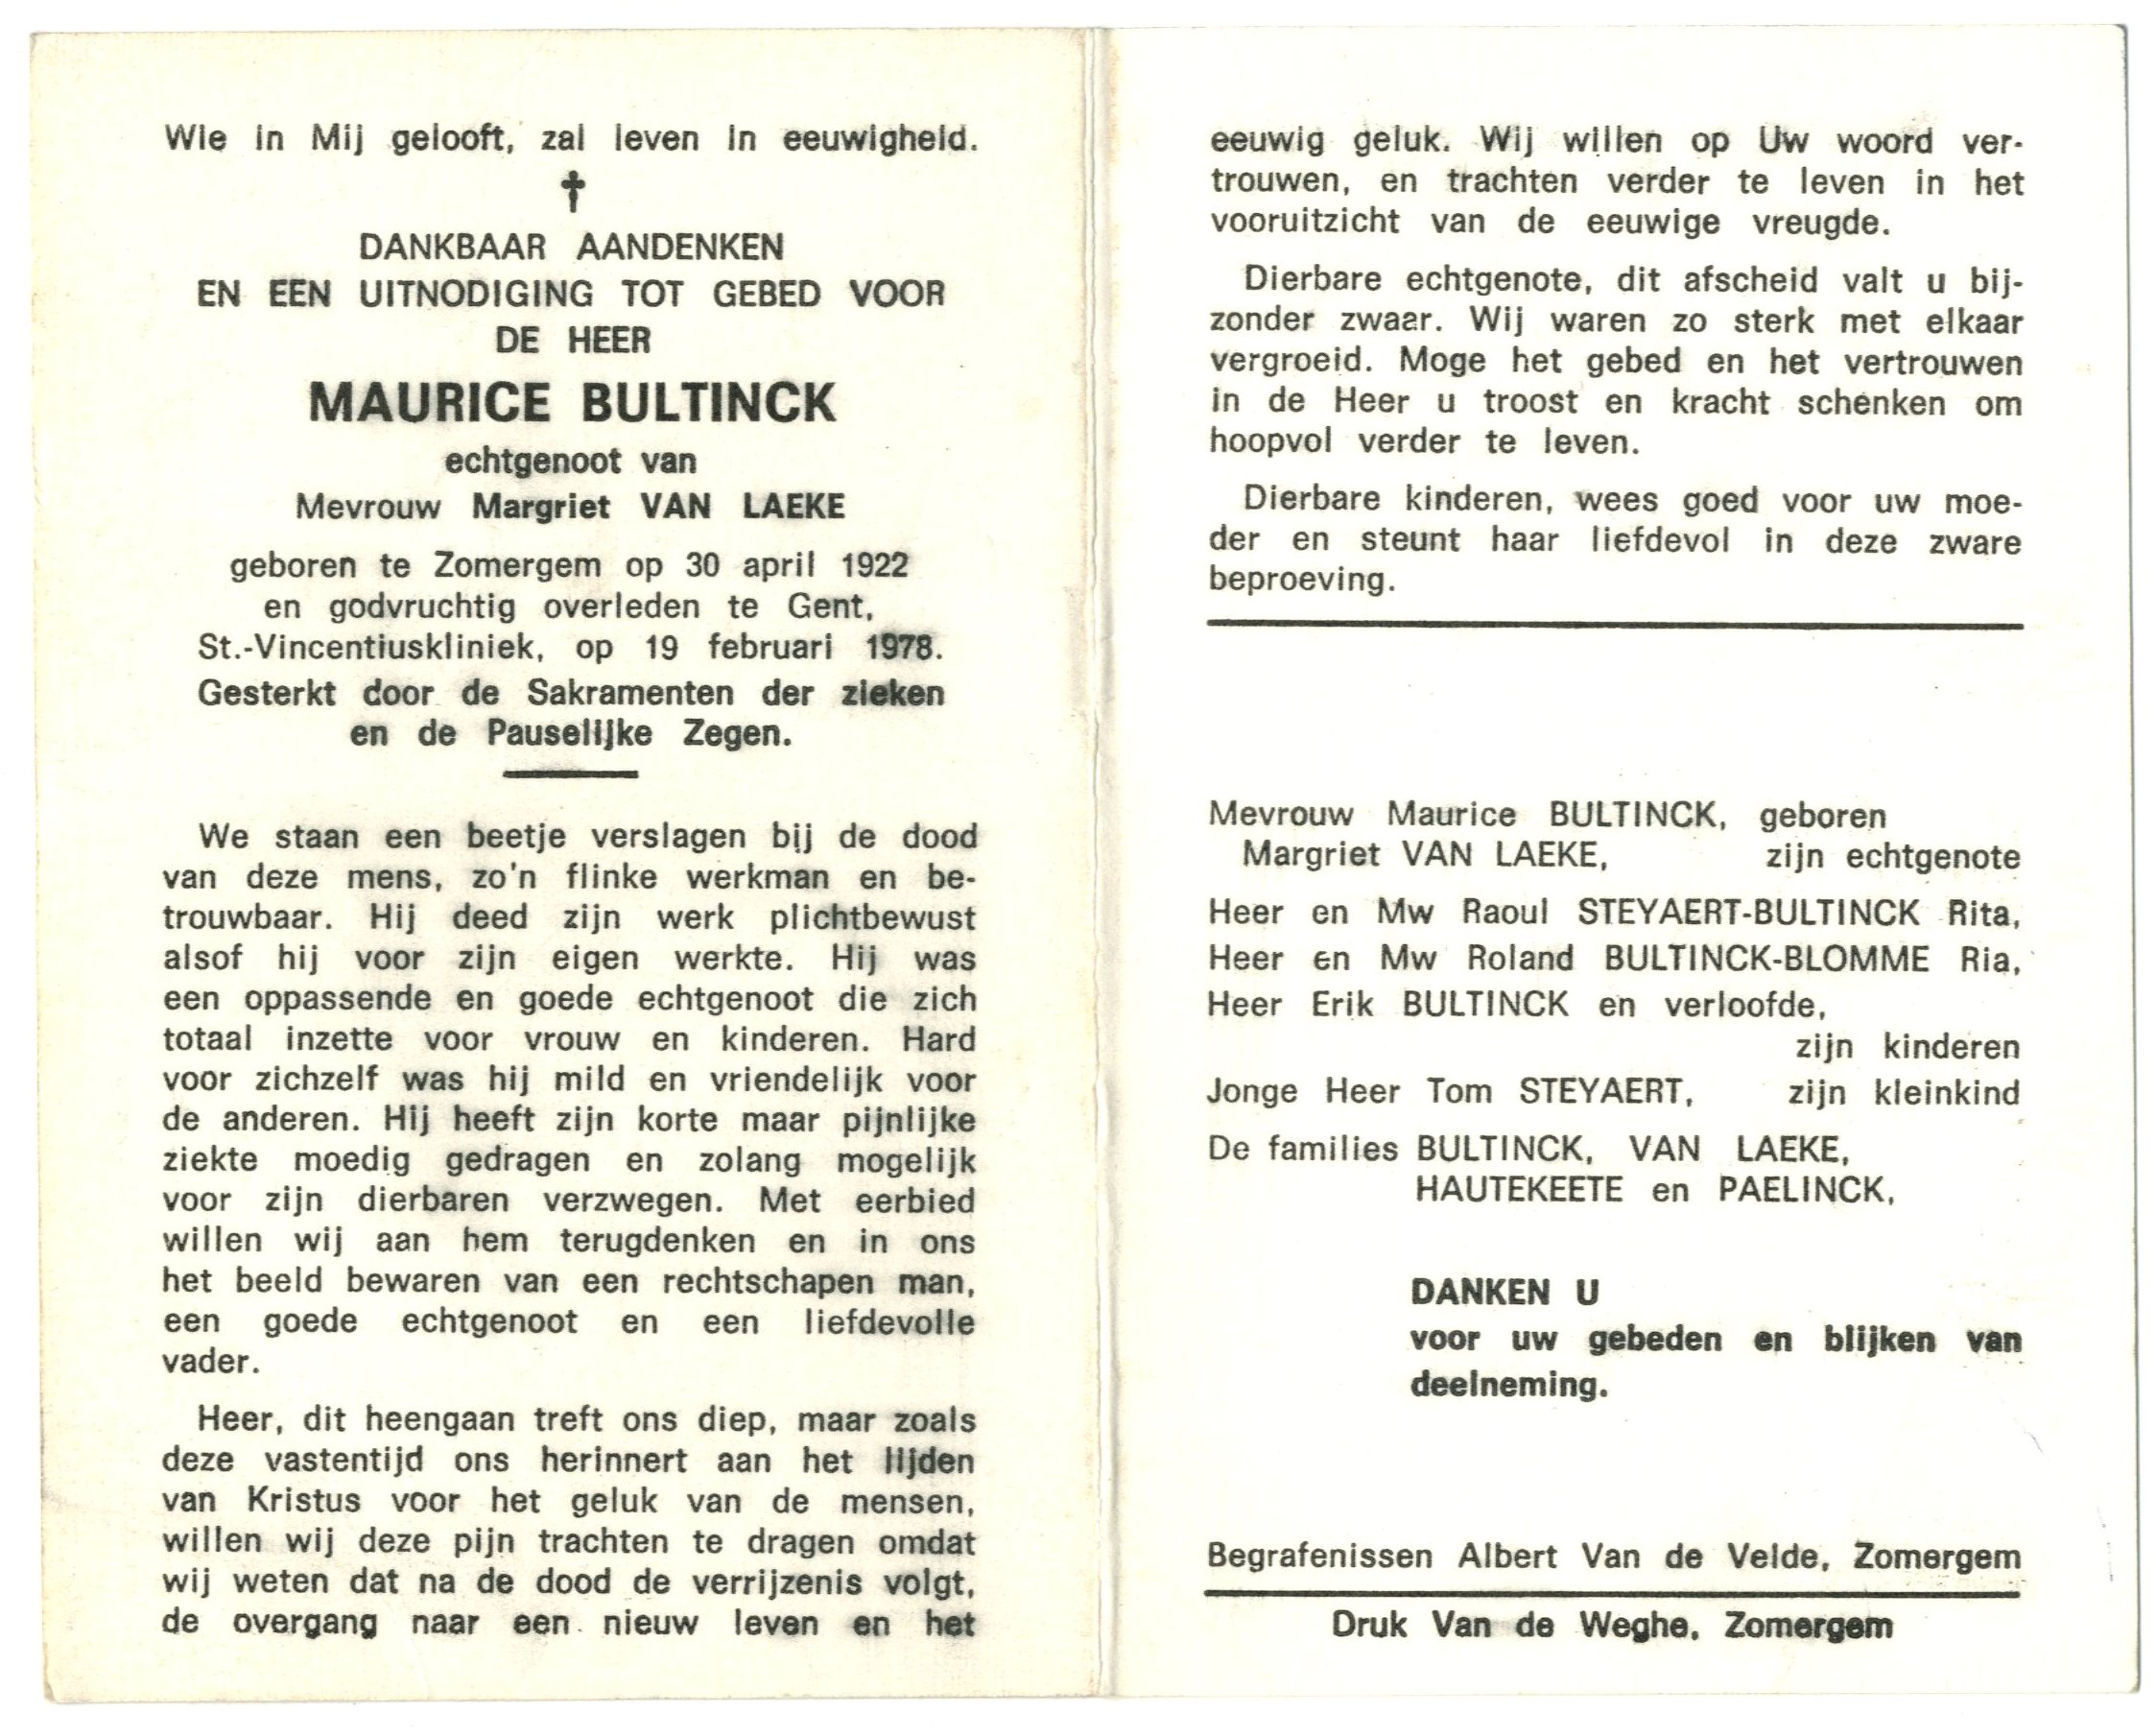 Wie in Mij gelooft, zal leven in eeuwigheid.
†
DANKBAAR AANDENKEN
EN EEN UITNODIGING TOT GEBED VOOR
DE HEER
MAURICE BULTINCK
echtgenoot van
Mevrouw Margriet VAN LAEKE
geboren te Zomergem op 30 april 1922
en godvruchtig overleden te Gent,
St.-Vincentiuskliniek, op 19 februari 1978.
Gesterkt door de Sakramenten der zieken
en de Pauselijke Zegen.
We staan een beetje verslagen bij de dood
van deze mens, zo'n flinke werkman en be-
trouwbaar. Hij deed zijn werk plichtbewust
alsof hij voor zijn eigen werkte. Hij was
een oppassende en goede echtgenoot die zich
totaal inzette voor vrouw en kinderen. Hard
voor zichzelf was hij mild en vriendelijk voor
de anderen. Hij heeft zijn korte maar pijnlijke
ziekte moedig gedragen en zolang mogelijk
voor zijn dierbaren verzwegen. Met eerbied
willen wij aan hem terugdenken en in ons
het beeld bewaren van een rechtschapen man,
een goede echtgenoot en een liefdevolle
vader.
Heer, dit heengaan treft ons diep, maar zoals
deze vastentijd ons herinnert aan het lijden
van Kristus voor het geluk van de mensen,
willen wij deze pijn trachten te dragen omdat
wij weten dat na de dood de verrijzenis volgt,
de overgang naar een nieuw leven en het
eeuwig geluk. Wij willen op Uw woord ver-
trouwen, en trachten verder te leven in het
vooruitzicht van de eeuwige vreugde.
Dierbare echtgenote, dit afscheid valt u bij-
zonder zwaar. Wij waren zo sterk met elkaar
vergroeid. Moge het gebed en het vertrouwen
in de Heer u troost en kracht schenken om
hoopvol verder te leven.
Dierbare kinderen, wees goed voor uw moe-
der en steunt haar liefdevol in deze zware
beproeving.
Mevrouw Maurice BULTINCK, geboren
Margriet VAN LAEKE, zijn echtgenote
Heer en Mw Raoul STEYAERT-BULTINCK Rita,
Heer en Mw Roland BULTINCK-BLOMME Ria,
Heer Erik BULTINCK en verloofde,
zijn kinderen
Jonge Heer Tom STEYAERT, zijn kleinkind
De families BULTINCK, VAN LAEKE,
HAUTEKEETE en PAELINCK,
DANKEN U
voor uw gebeden en blijken van
deelneming.
Begrafenissen Albert Van de Velde, Zomergem
Druk Van de Weghe, Zomergem